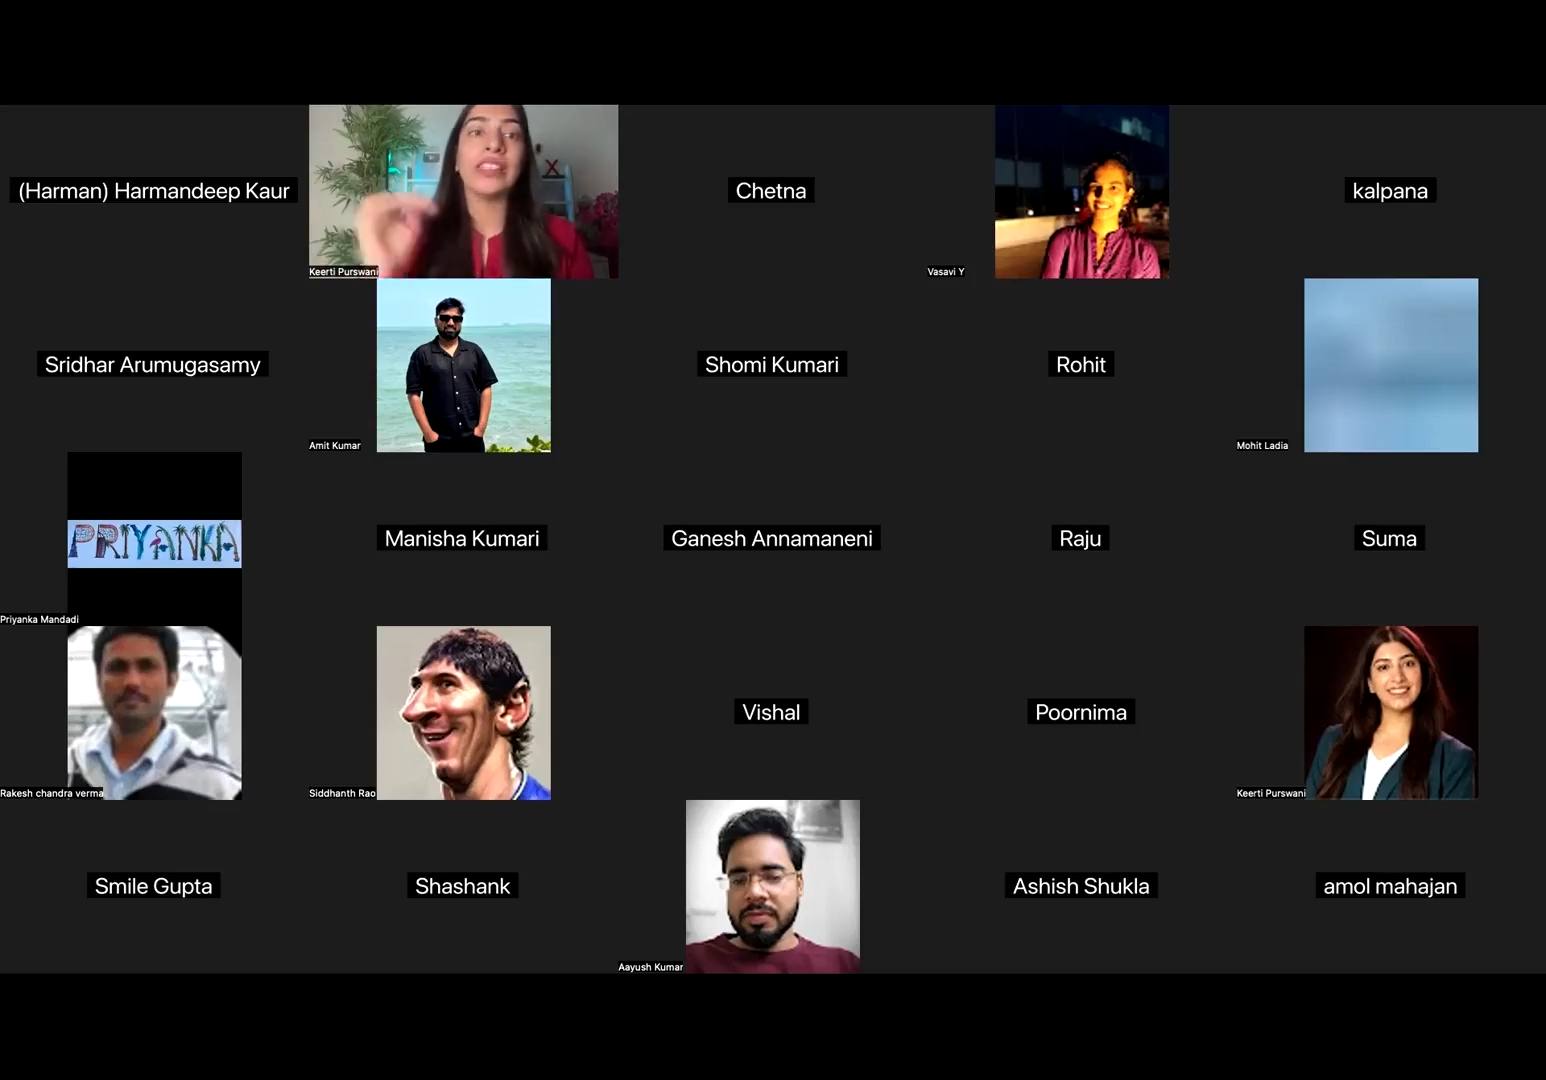 (Harman) Harmandeep Kaur
Keerti Purswani
Chetna
Vasavi Y
kalpana
Sridhar Arumugasamy
Amit Kumar
Shomi Kumari
Rohit
Mohit Ladia
PRIYANKA
Priyanka Mandadi
Manisha Kumari
Ganesh Annamaneni
Raju
Suma
Rakesh chandra verma
Siddhanth Rao
Vishal
Poornima
Keerti Purswani
Smile Gupta
Shashank
Aayush Kumar
Ashish Shukla
amol mahajan